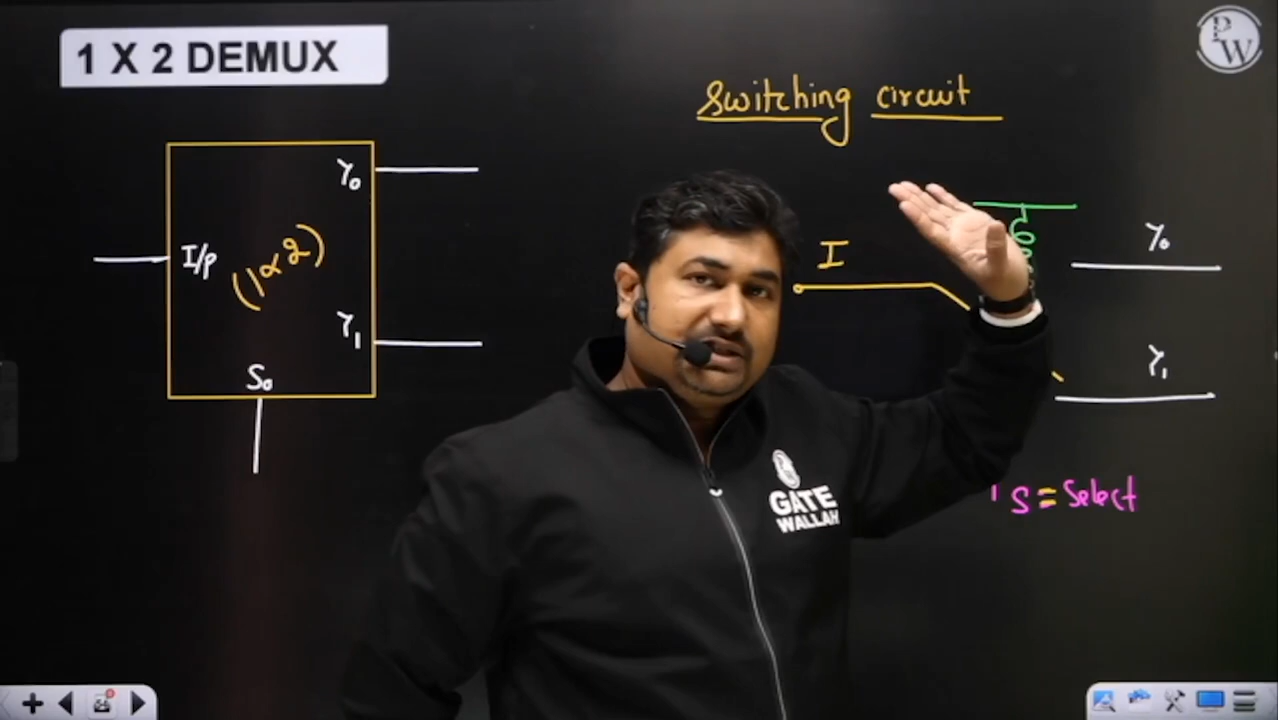 1 X 2 DEMUX
PW
Switching circuit
Y₀
I/p
(1x2)
Y₁
S₀
I
Y₀
Y₁
S = Select
GATE
WALLAH